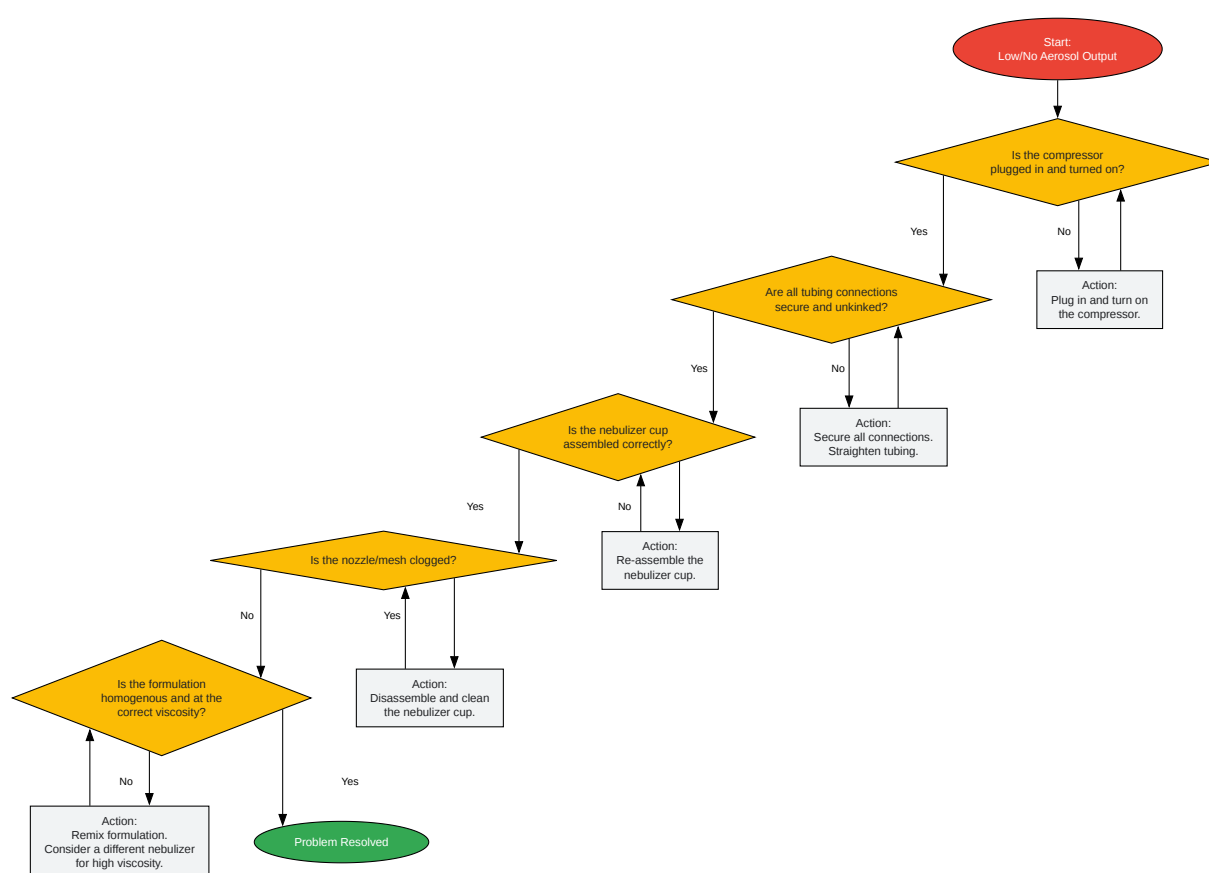 Start:
Low/No Aerosol Output
Is the compressor
plugged in and turned on?
Yes
No
Action:
Plug in and turn on
the compressor.
Are all tubing connections
secure and unkinked?
Yes
No
Action:
Secure all connections.
Straighten tubing.
Is the nebulizer cup
assembled correctly?
Yes
No
Action:
Re-assemble the
nebulizer cup.
Is the nozzle/mesh clogged?
No
Yes
Action:
Disassemble and clean
the nebulizer cup.
Is the formulation
homogenous and at the
correct viscosity?
No
Yes
Action:
Remix formulation.
Consider a different nebulizer
for high viscosity.
Problem Resolved